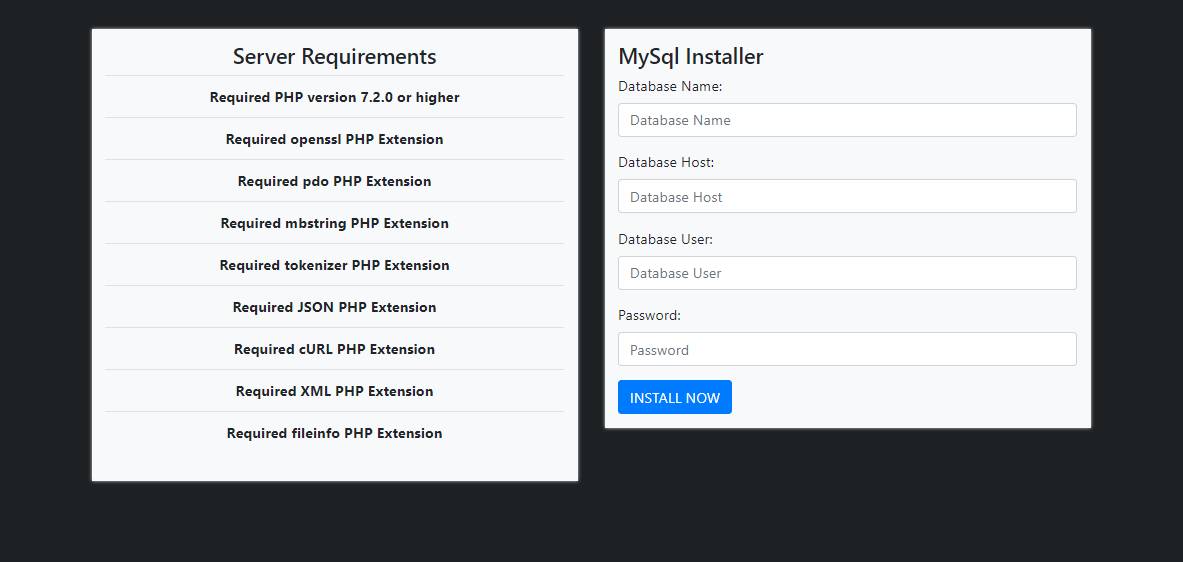 Server Requirements
Required PHP version 7.2.0 or higher
Required openssl PHP Extension
Required pdo PHP Extension
Required mbstring PHP Extension
Required tokenizer PHP Extension
Required JSON PHP Extension
Required cURL PHP Extension
Required XML PHP Extension
Required fileinfo PHP Extension
MySql Installer
Database Name:
Database Name
Database Host:
Database Host
Database User:
Database User
Password:
Password
INSTALL NOW